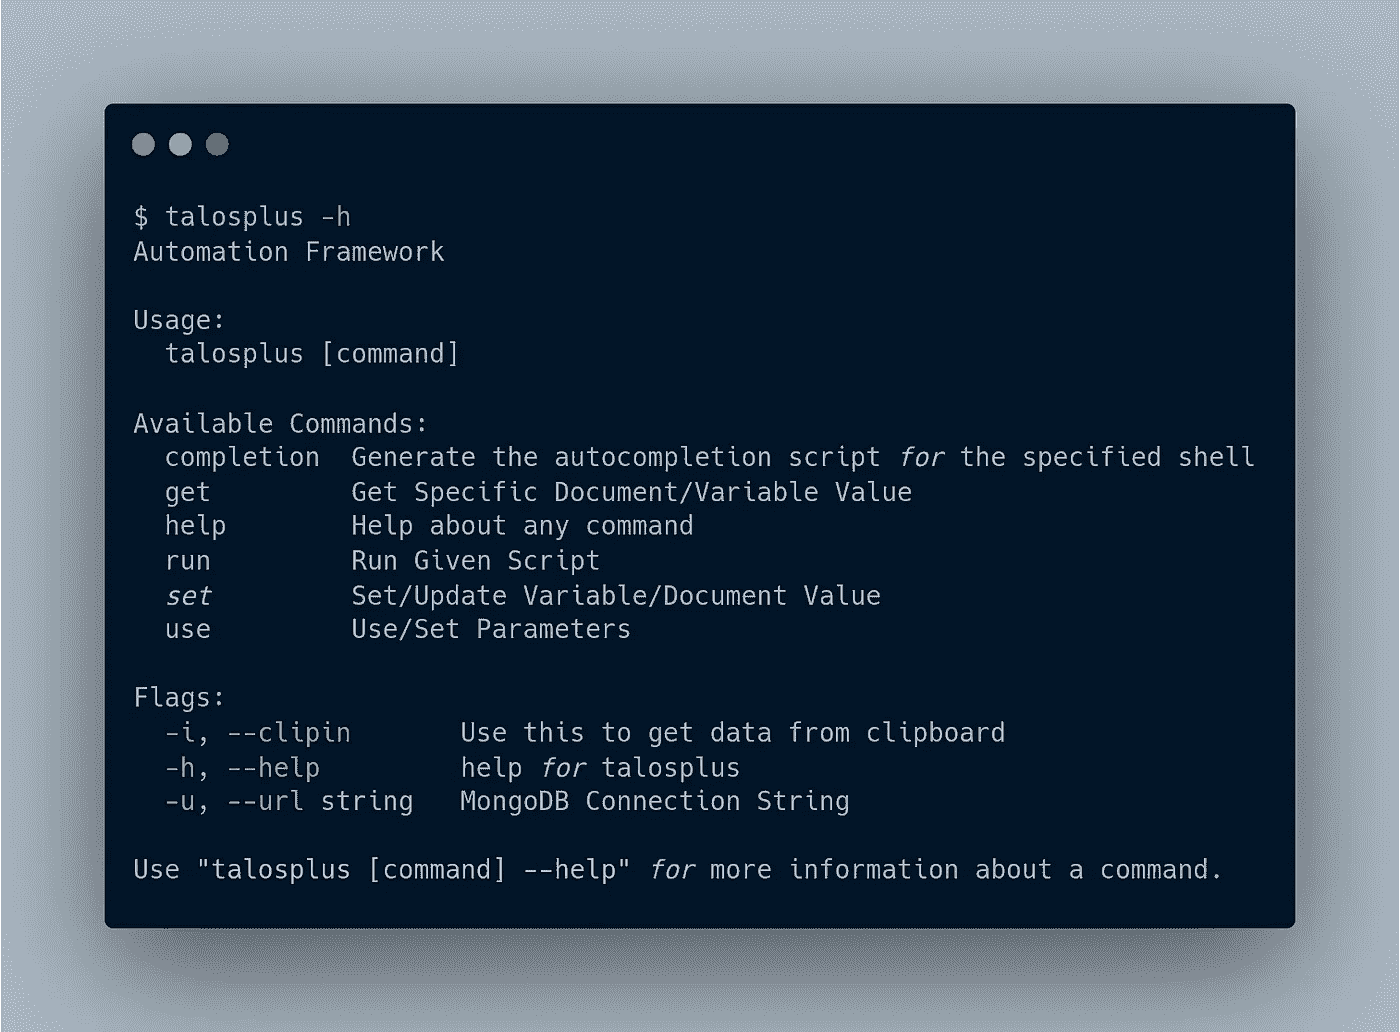 $ talosplus -h
Automation Framework
Usage:
talosplus [command]
Available Commands:
completion  Generate the autocompletion script for the specified shell
get         Get Specific Document/Variable Value
help        Help about any command
run         Run Given Script
set         Set/Update Variable/Document Value
use         Use/Set Parameters
Flags:
-i, --clipin       Use this to get data from clipboard
-h, --help         help for talosplus
-u, --url string   MongoDB Connection String
Use "talosplus [command] --help" for more information about a command.